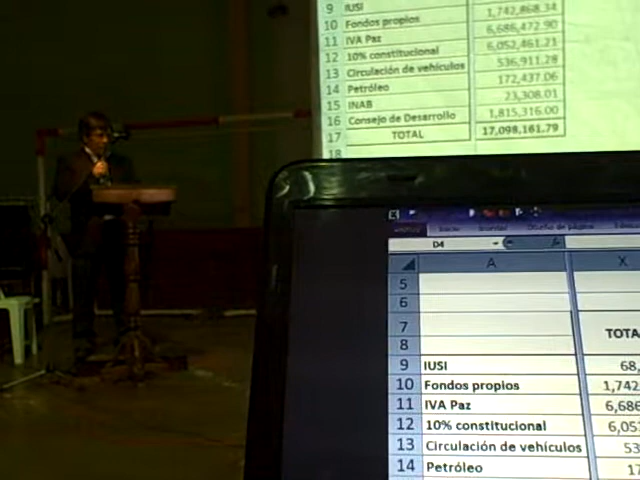 9 IUSI
10 Fondos propios 1,742,868.34
11 IVA Paz 6,686,472.90
12 10% constitucional 6,052,461.21
13 Circulación de vehículos 536,911.28
14 Petróleo 172,437.06
15 INAB 23,308.01
16 Consejo de Desarrollo 1,815,316.00
17 TOTAL 17,098,161.79
18
D4
A X
5
6
7 TOTA
8
9 IUSI 68,
10 Fondos propios 1,742
11 IVA Paz 6,686
12 10% constitucional 6,05
13 Circulación de vehículos 53
14 Petróleo 17